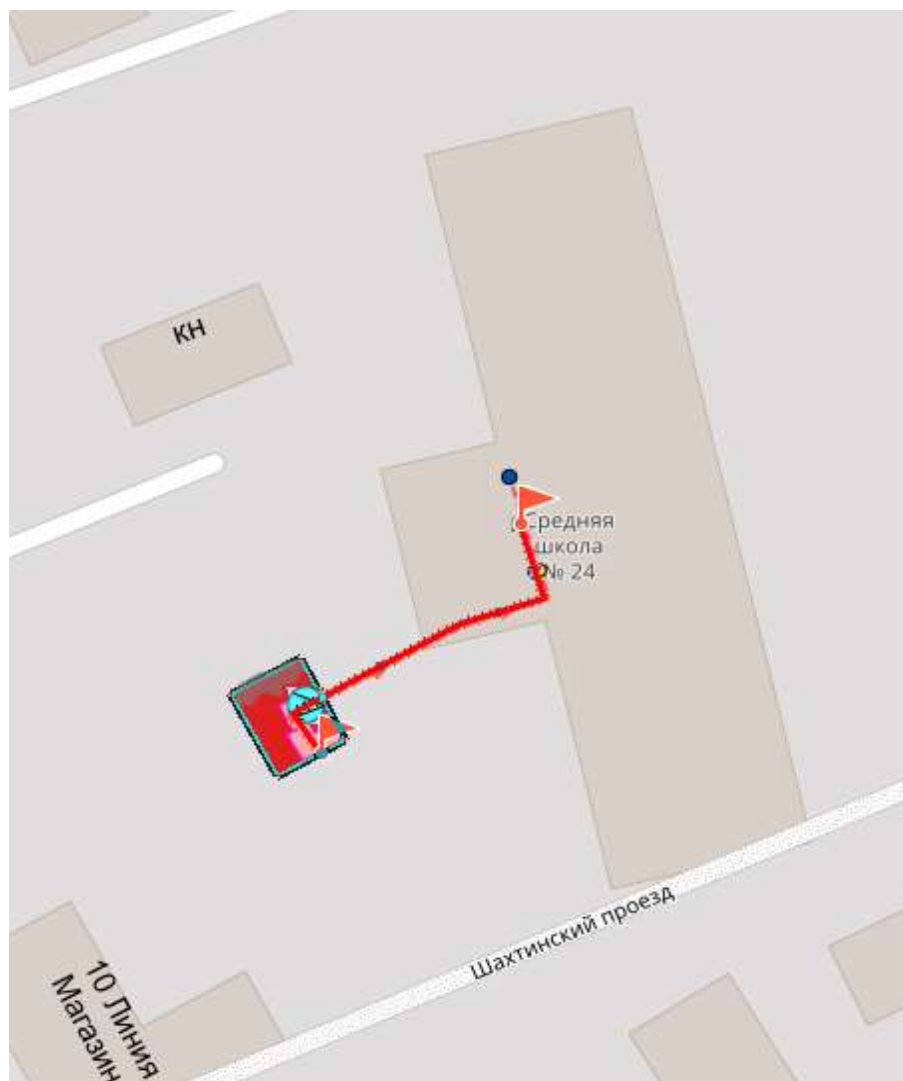 КН
Средняя
школа
№ 24
Шахтинский проезд
10 Линия
Магазин